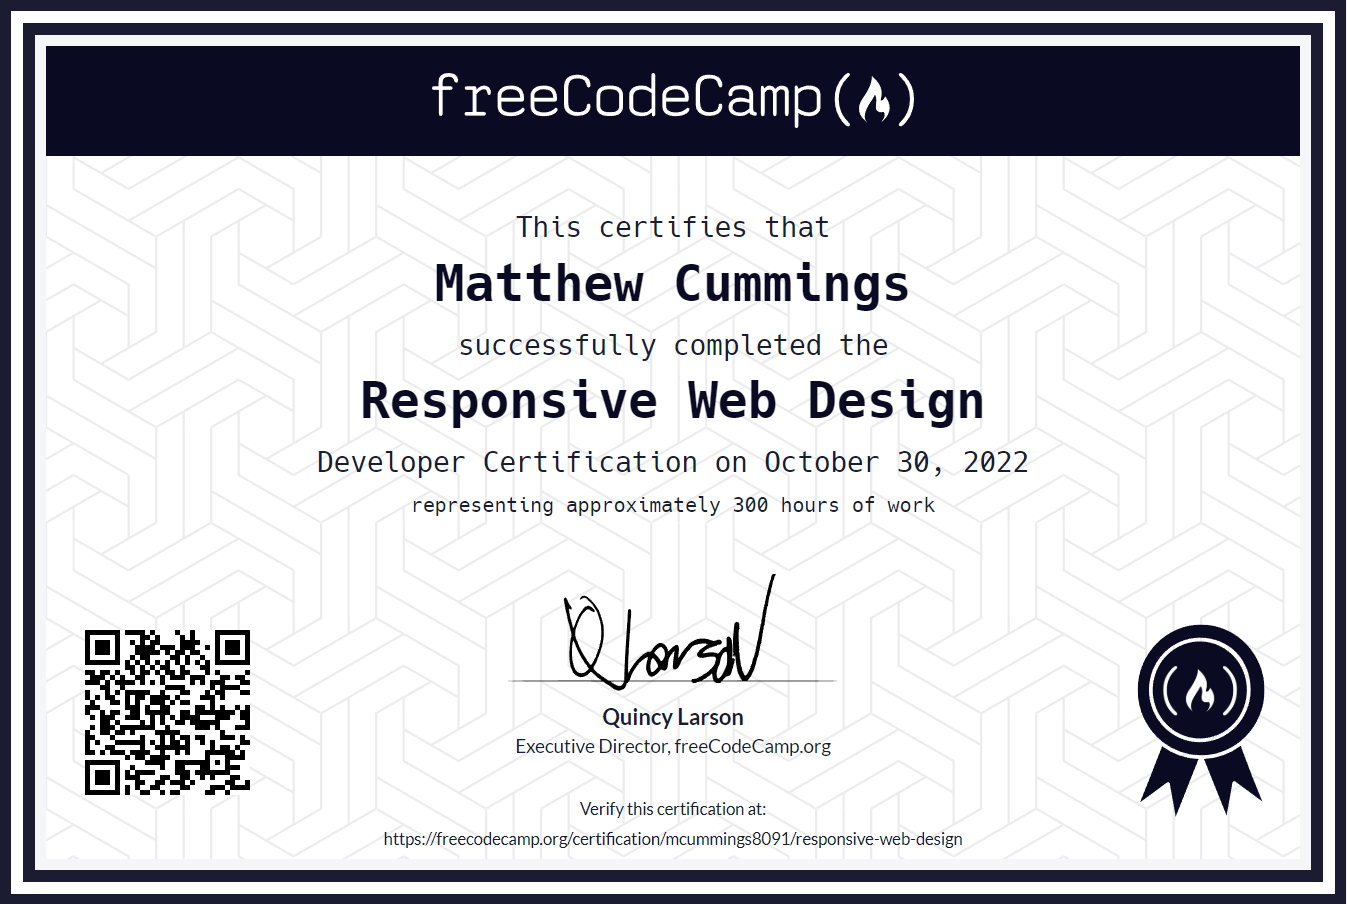 freeCodeCamp
This certifies that
Matthew Cummings
successfully completed the
Responsive Web Design
Developer Certification on October 30, 2022
representing approximately 300 hours of work
Q Larson
Quincy Larson
Executive Director, freeCodeCamp.org
Verify this certification at:
https://freecodecamp.org/certification/mcummings8091/responsive-web-design